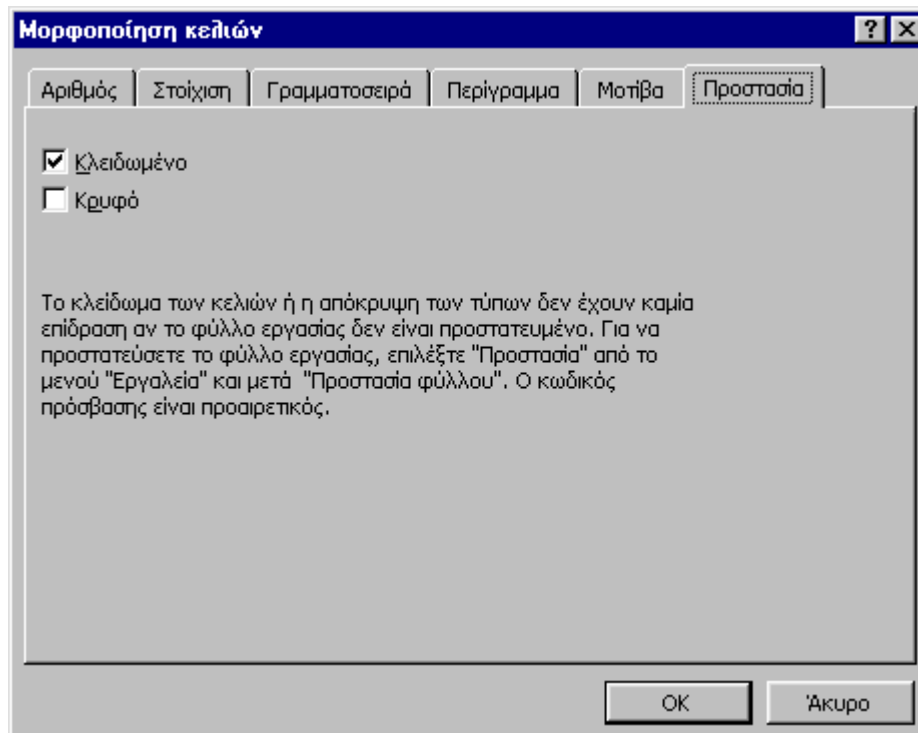 Μορφοποίηση κελιών
Αριθμός Στοίχιση Γραμματοσειρά Περίγραμμα Μοτίβα Προστασία
Κλειδωμένο
Κρυφό
Το κλείδωμα των κελιών ή η απόκρυψη των τύπων δεν έχουν καμία
επίδραση αν το φύλλο εργασίας δεν είναι προστατευμένο. Για να
προστατεύσετε το φύλλο εργασίας, επιλέξτε "Προστασία" από το
μενού "Εργαλεία" και μετά  "Προστασία φύλλου". Ο κωδικός
πρόσβασης είναι προαιρετικός.
OK Άκυρο